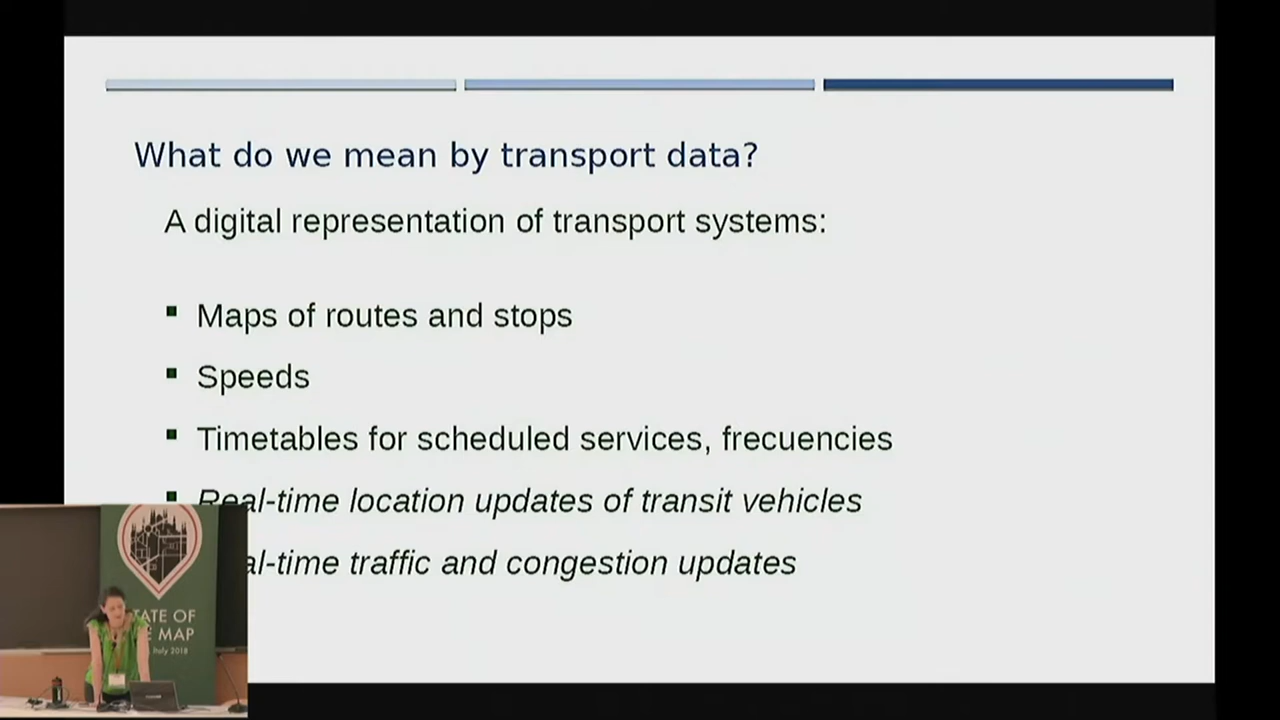 What do we mean by transport data?
A digital representation of transport systems:
Maps of routes and stops
Speeds
Timetables for scheduled services, frecuencies
Real-time location updates of transit vehicles
al-time traffic and congestion updates
TATE OF
E MAP
Italy 2018